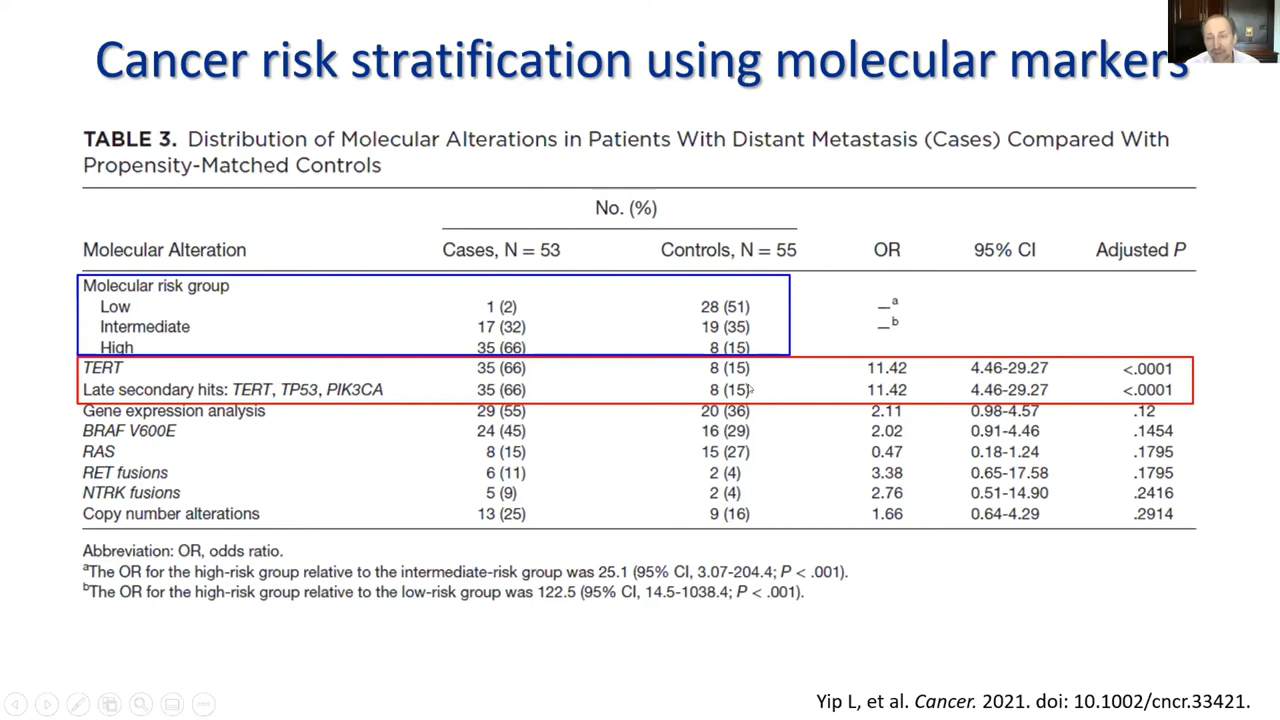 Cancer risk stratification using molecular markers
TABLE 3. Distribution of Molecular Alterations in Patients With Distant Metastasis (Cases) Compared With
Propensity-Matched Controls
No. (%)
Molecular Alteration Cases, N = 53 Controls, N = 55 OR 95% CI Adjusted P
Molecular risk group
Low 1 (2) 28 (51) —a
Intermediate 17 (32) 19 (35) —b
High 35 (66) 8 (15)
TERT 35 (66) 8 (15) 11.42 4.46-29.27 <.0001
Late secondary hits: TERT, TP53, PIK3CA 35 (66) 8 (15) 11.42 4.46-29.27 <.0001
Gene expression analysis 29 (55) 20 (36) 2.11 0.98-4.57 .12
BRAF V600E 24 (45) 16 (29) 2.02 0.91-4.46 .1454
RAS 8 (15) 15 (27) 0.47 0.18-1.24 .1795
RET fusions 6 (11) 2 (4) 3.38 0.65-17.58 .1795
NTRK fusions 5 (9) 2 (4) 2.76 0.51-14.90 .2416
Copy number alterations 13 (25) 9 (16) 1.66 0.64-4.29 .2914
Abbreviation: OR, odds ratio.
aThe OR for the high-risk group relative to the intermediate-risk group was 25.1 (95% CI, 3.07-204.4; P < .001).
bThe OR for the high-risk group relative to the low-risk group was 122.5 (95% CI, 14.5-1038.4; P < .001).
Yip L, et al. Cancer. 2021. doi: 10.1002/cncr.33421.